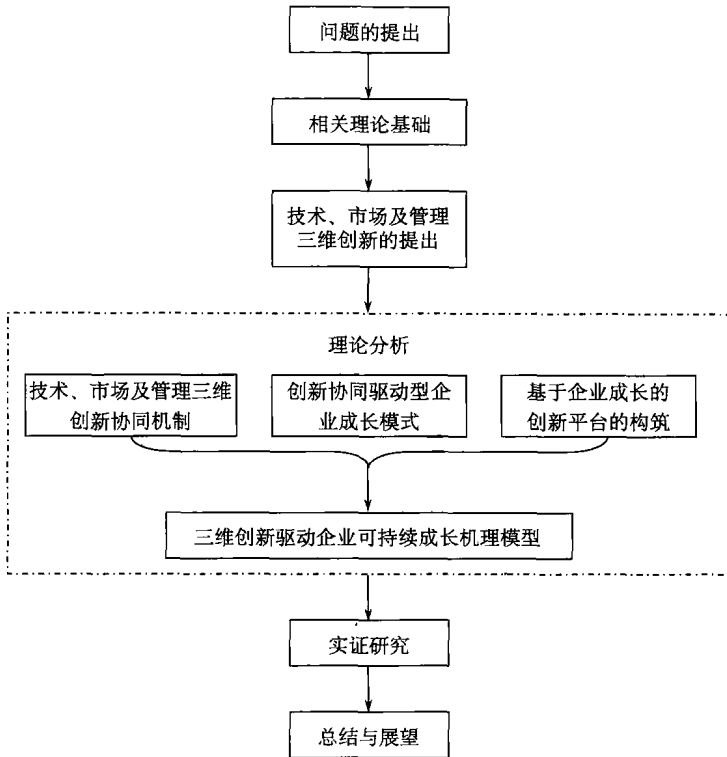 问题的提出
相关理论基础
技术、市场及管理
三维创新的提出
理论分析
技术、市场及管理三维
创新协同机制
创新协同驱动型企
业成长模式
基于企业成长的
创新平台的构筑
三维创新驱动企业可持续成长机理模型
实证研究
总结与展望